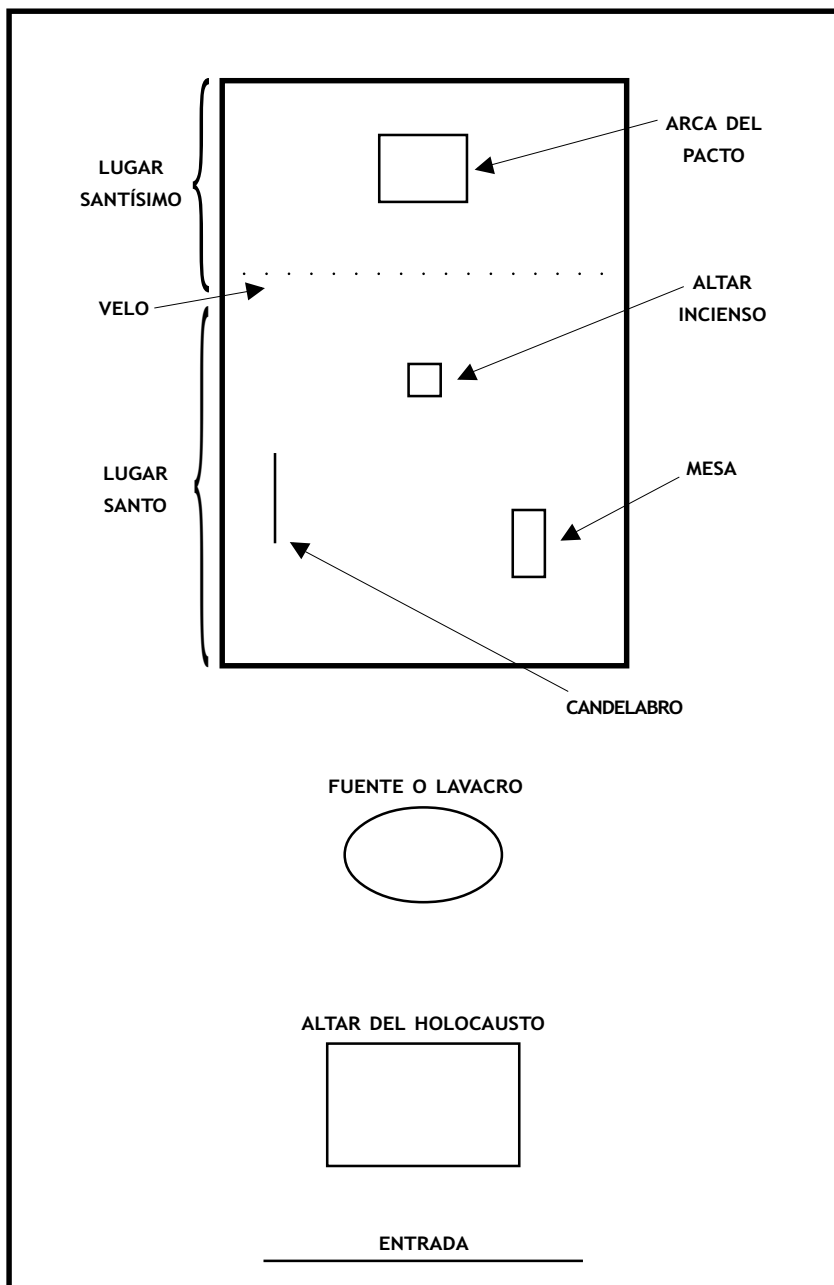 ARCA DEL
PACTO
LUGAR
SANTÍSIMO
VELO
ALTAR
INCIENSO
LUGAR
SANTO
MESA
CANDELABRO
FUENTE O LAVACRO
ALTAR DEL HOLOCAUSTO
ENTRADA